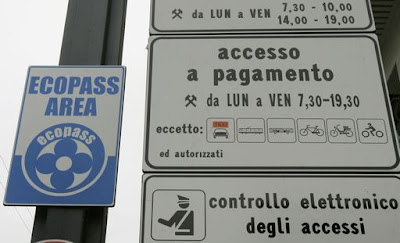 ECOPASS
AREA
ecopass
7,30 - 10,00
da LUN a VEN
14,00 - 19,00
accesso
a pagamento
da LUN a VEN 7,30-19,30
eccetto:
TAXI
ed autorizzati
controllo elettronico
degli accessi